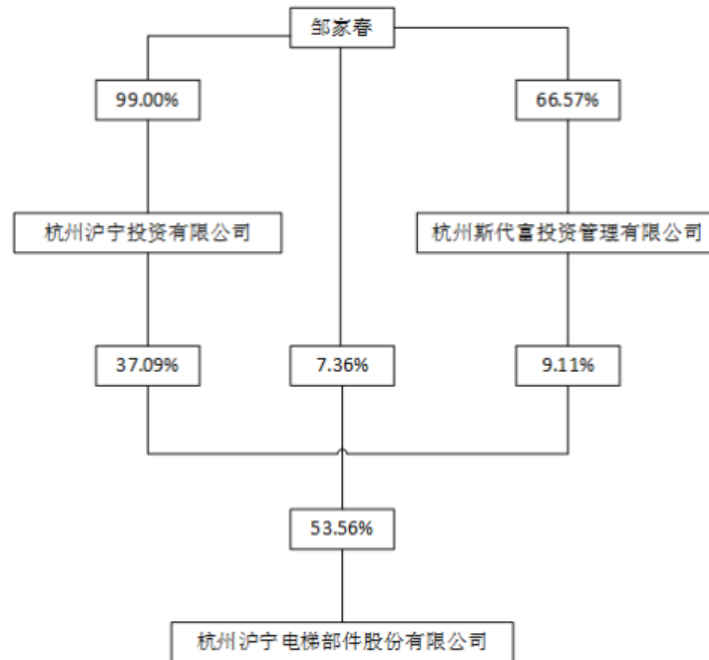 邹家春
99.00%
66.57%
杭州沪宁投资有限公司
杭州斯代富投资管理有限公司
37.09%
7.36%
9.11%
53.56%
杭州沪宁电梯部件股份有限公司